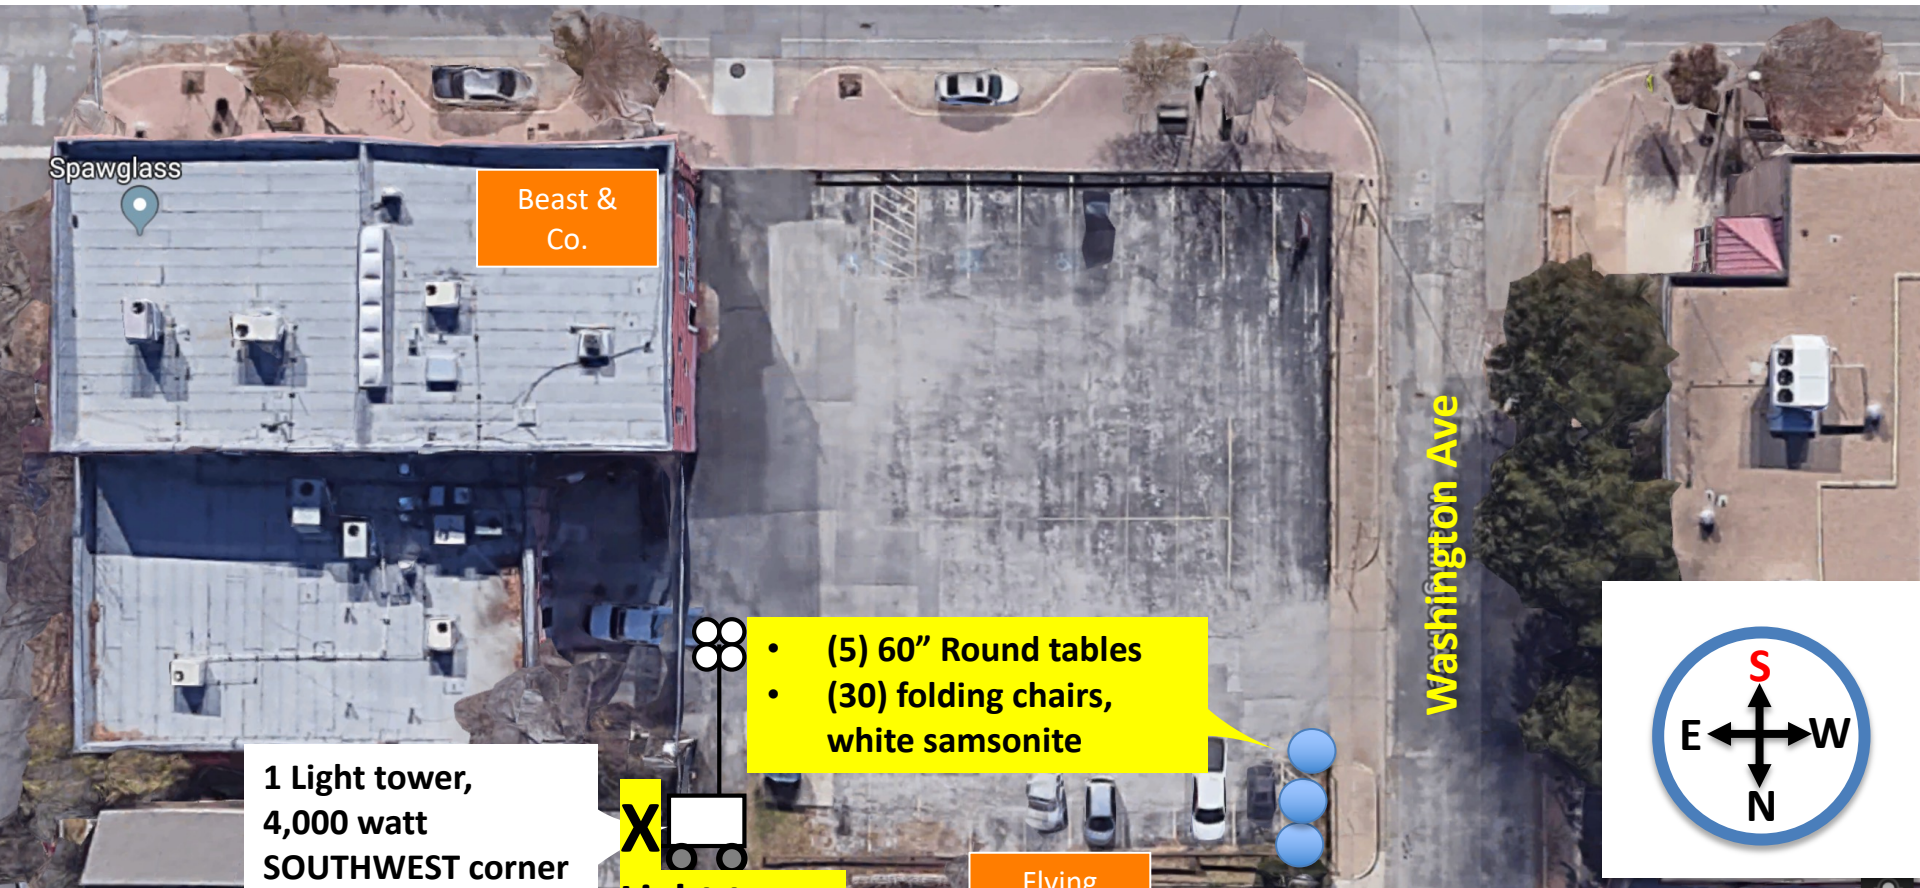 Spawglass
Beast &
Co.
Washington Ave
• (5) 60” Round tables
• (30) folding chairs,
white samsonite
S
E W
N
1 Light tower,
4,000 watt
SOUTHWEST corner
X
Flying